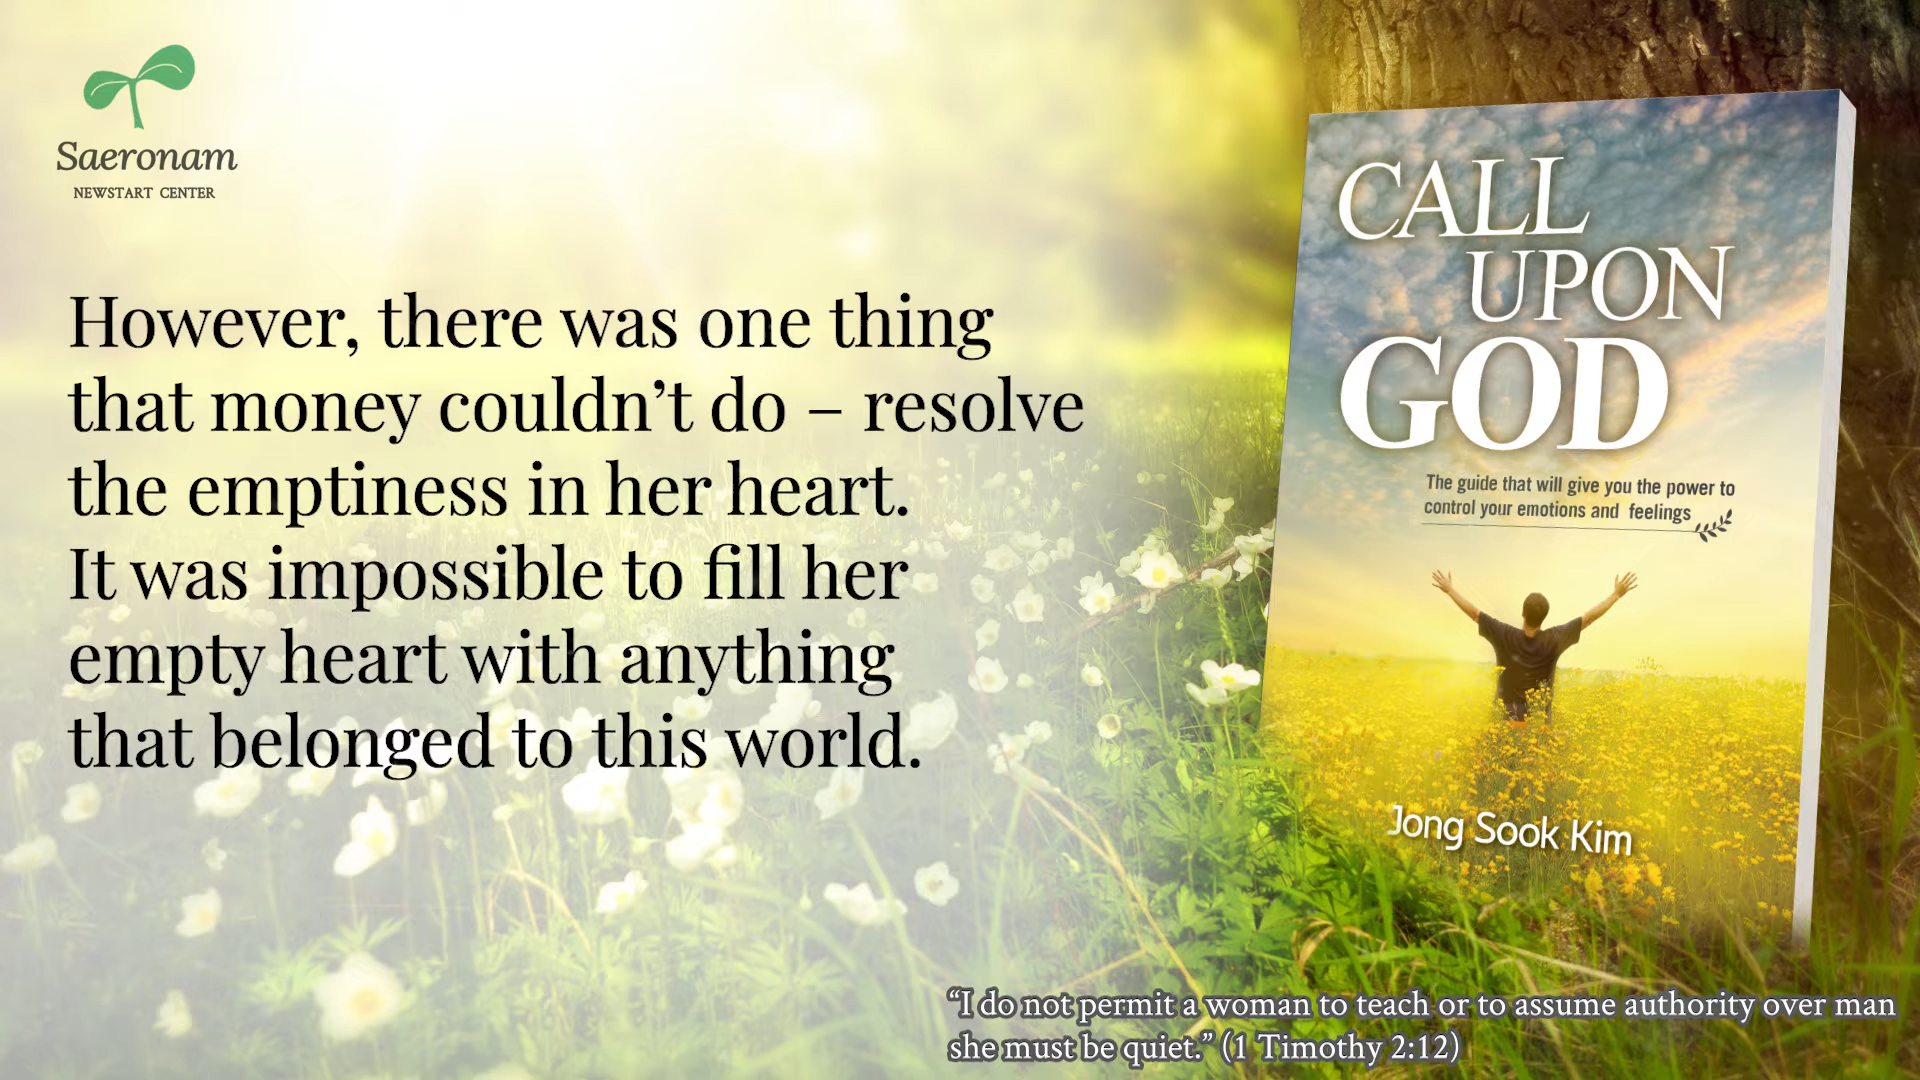 Saeronam
NEWSTART CENTER
However, there was one thing
that money couldn’t do – resolve
the emptiness in her heart.
It was impossible to fill her
empty heart with anything
that belonged to this world.
CALL
UPON
GOD
The guide that will give you the power to
control your emotions and feelings
Jong Sook Kim
“I do not permit a woman to teach or to assume authority over man
she must be quiet.” (1 Timothy 2:12)